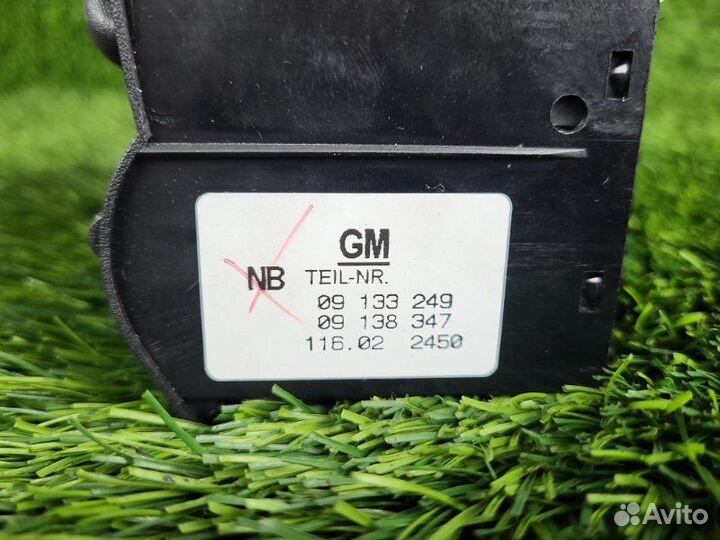 GM
NB TEIL-NR.
09 133 249
09 138 347
116.02 2450
Avito